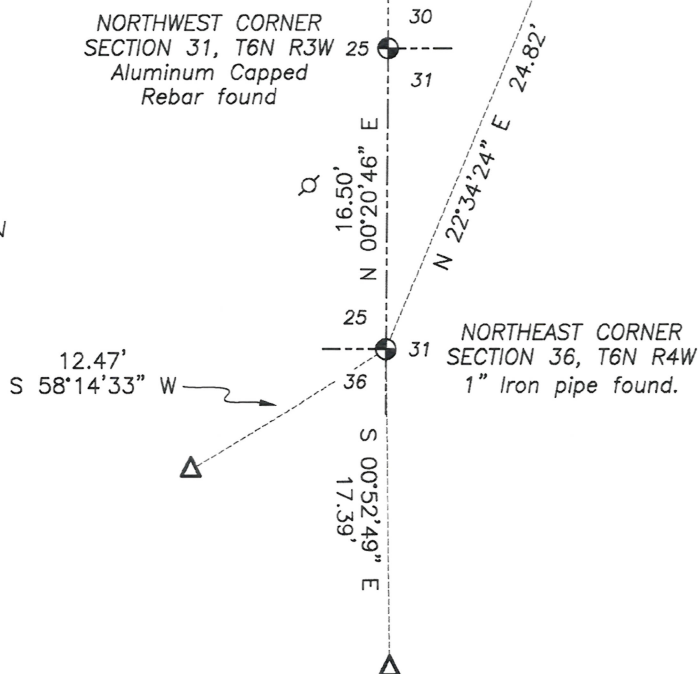 NORTHWEST CORNER
SECTION 31, T6N R3W
Aluminum Capped
Rebar found
30
25
31
N 22°34'24" E 24.82'
16.50'
N 00°20'46" E
N
25
31
36
NORTHEAST CORNER
SECTION 36, T6N R4W
1" Iron pipe found.
12.47'
S 58°14'33" W
S 00°52'49" E
17.39'